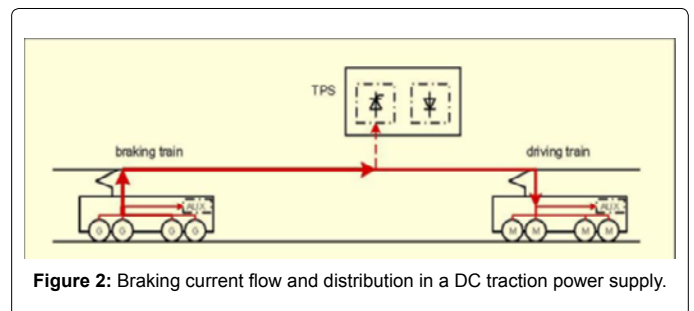 TPS
braking train
driving train
AUX
AUX
G G G G
M M M M
Figure 2: Braking current flow and distribution in a DC traction power supply.